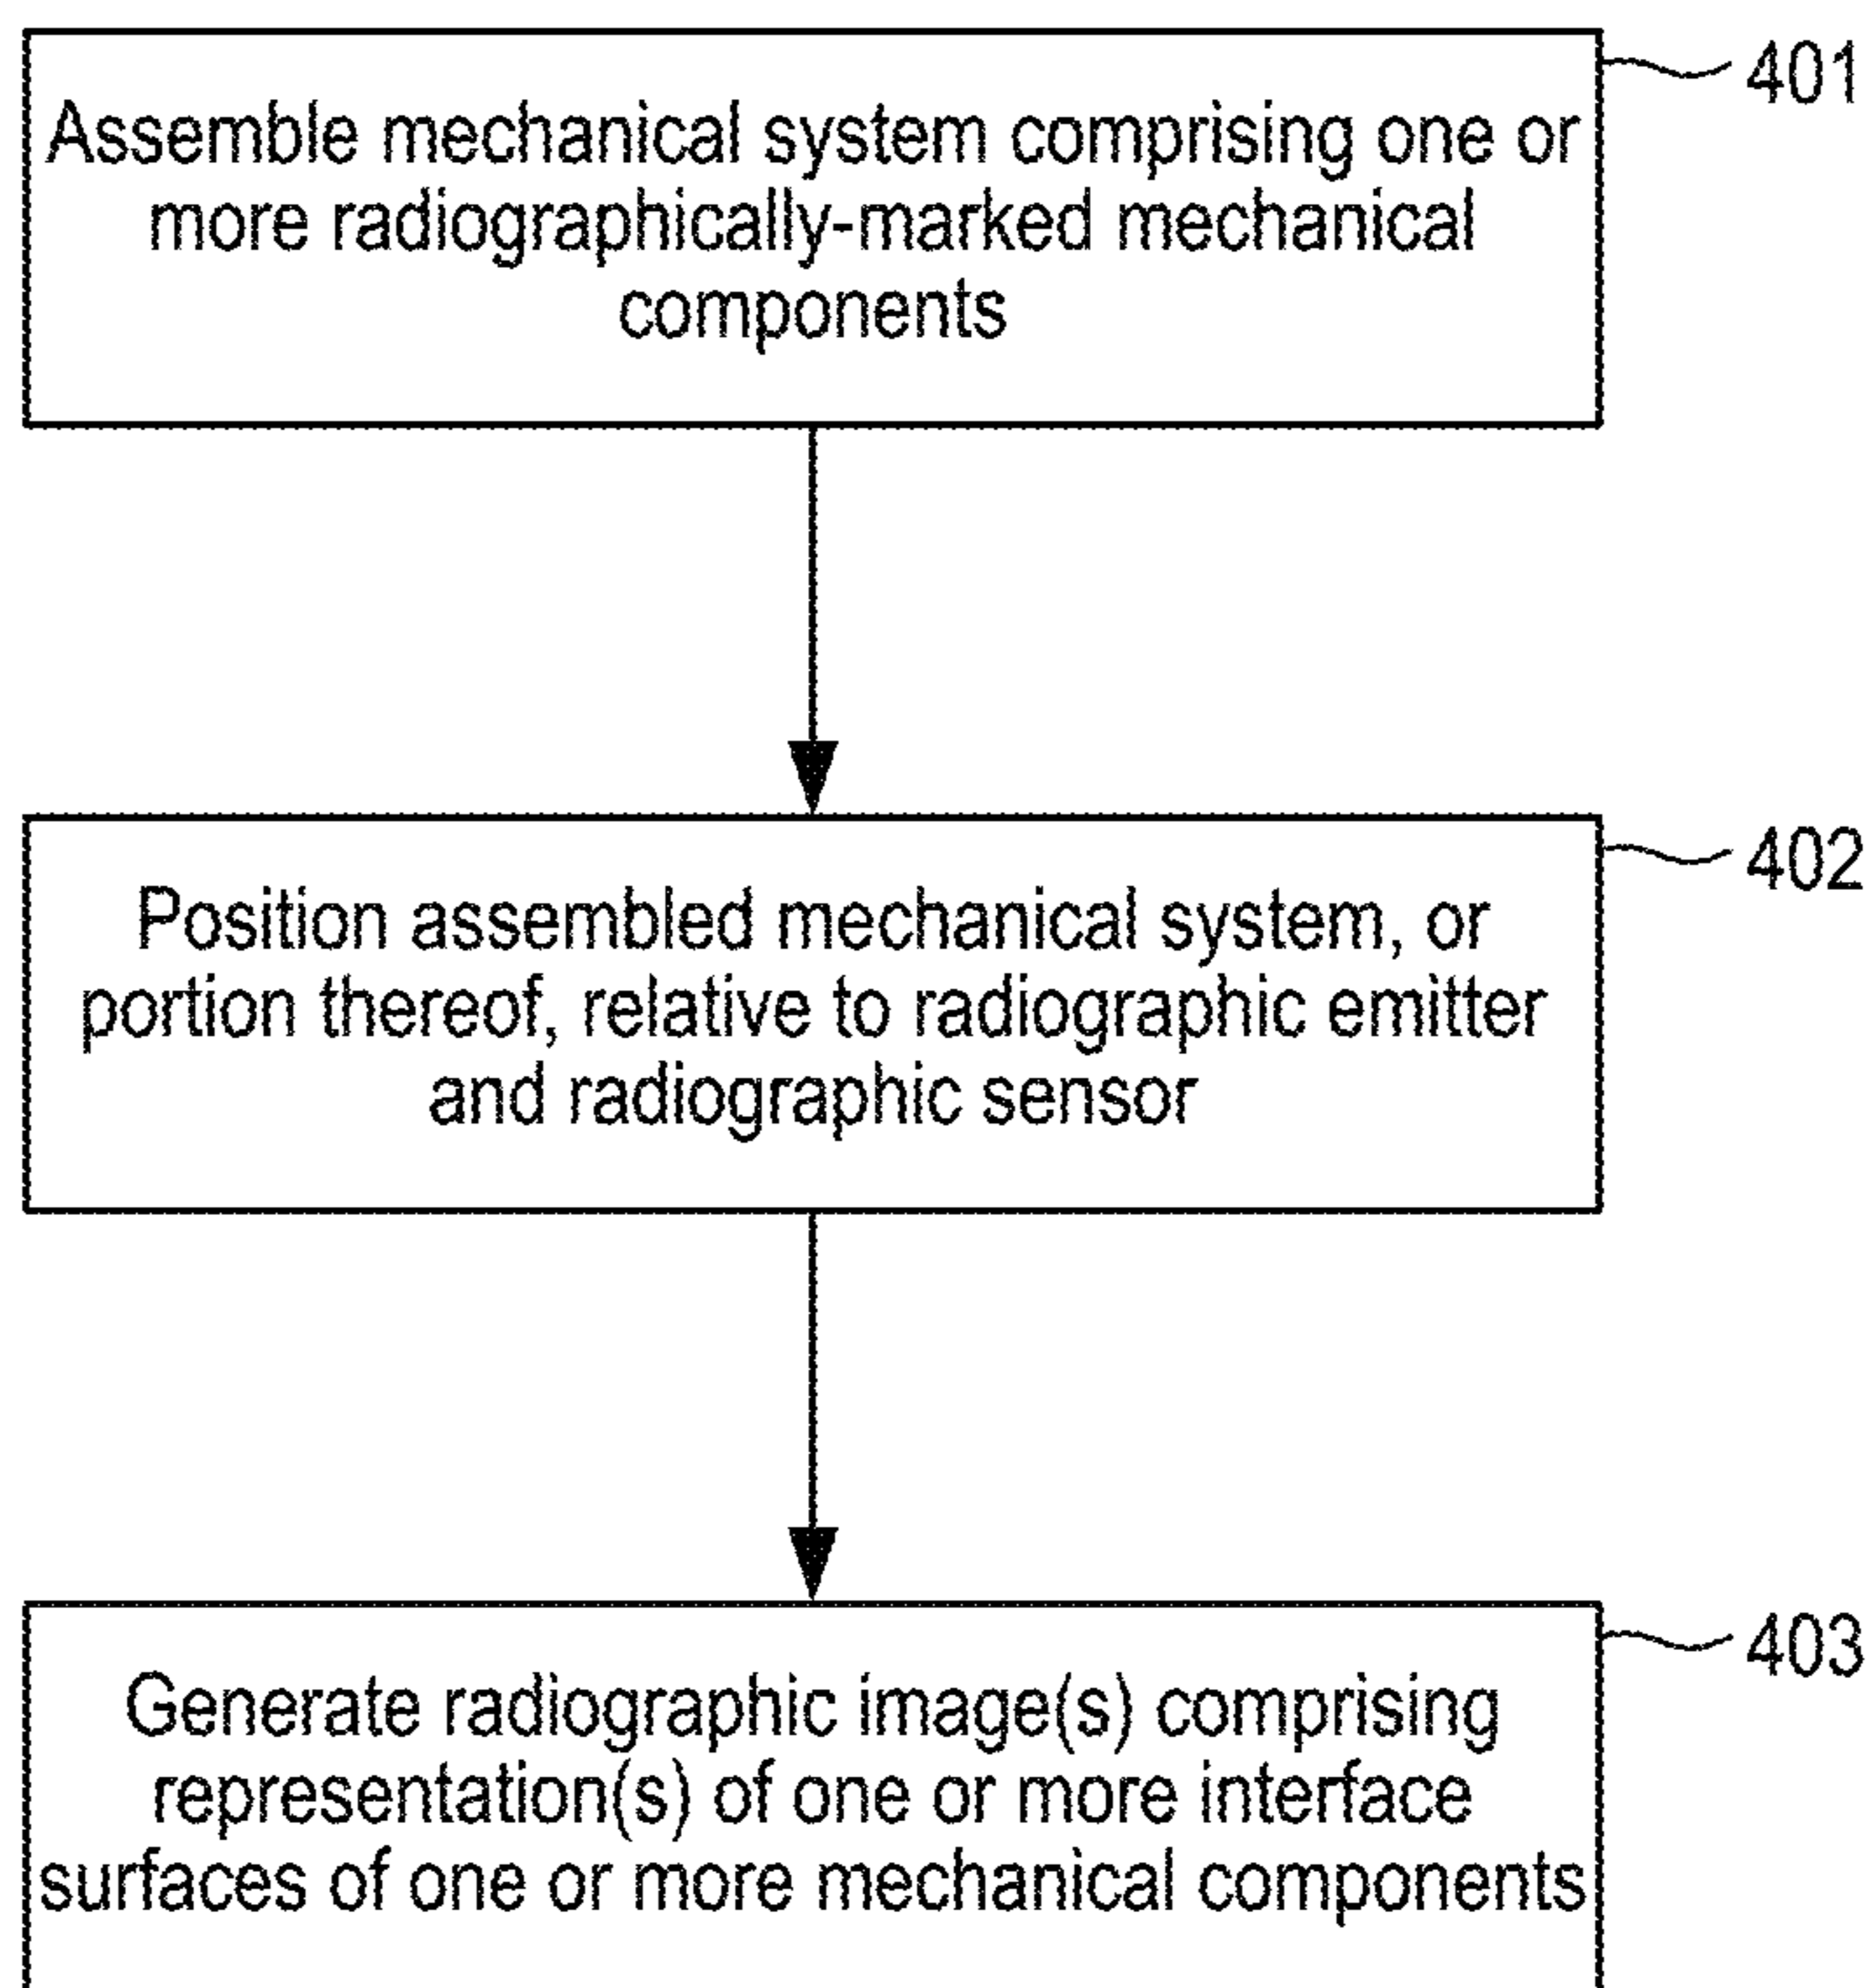 401
Assemble mechanical system comprising one or
more radiographically-marked mechanical
components
402
Position assembled mechanical system, or
portion thereof, relative to radiographic emitter
and radiographic sensor
403
Generate radiographic image(s) comprising
representation(s) of one or more interface
surfaces of one or more mechanical components